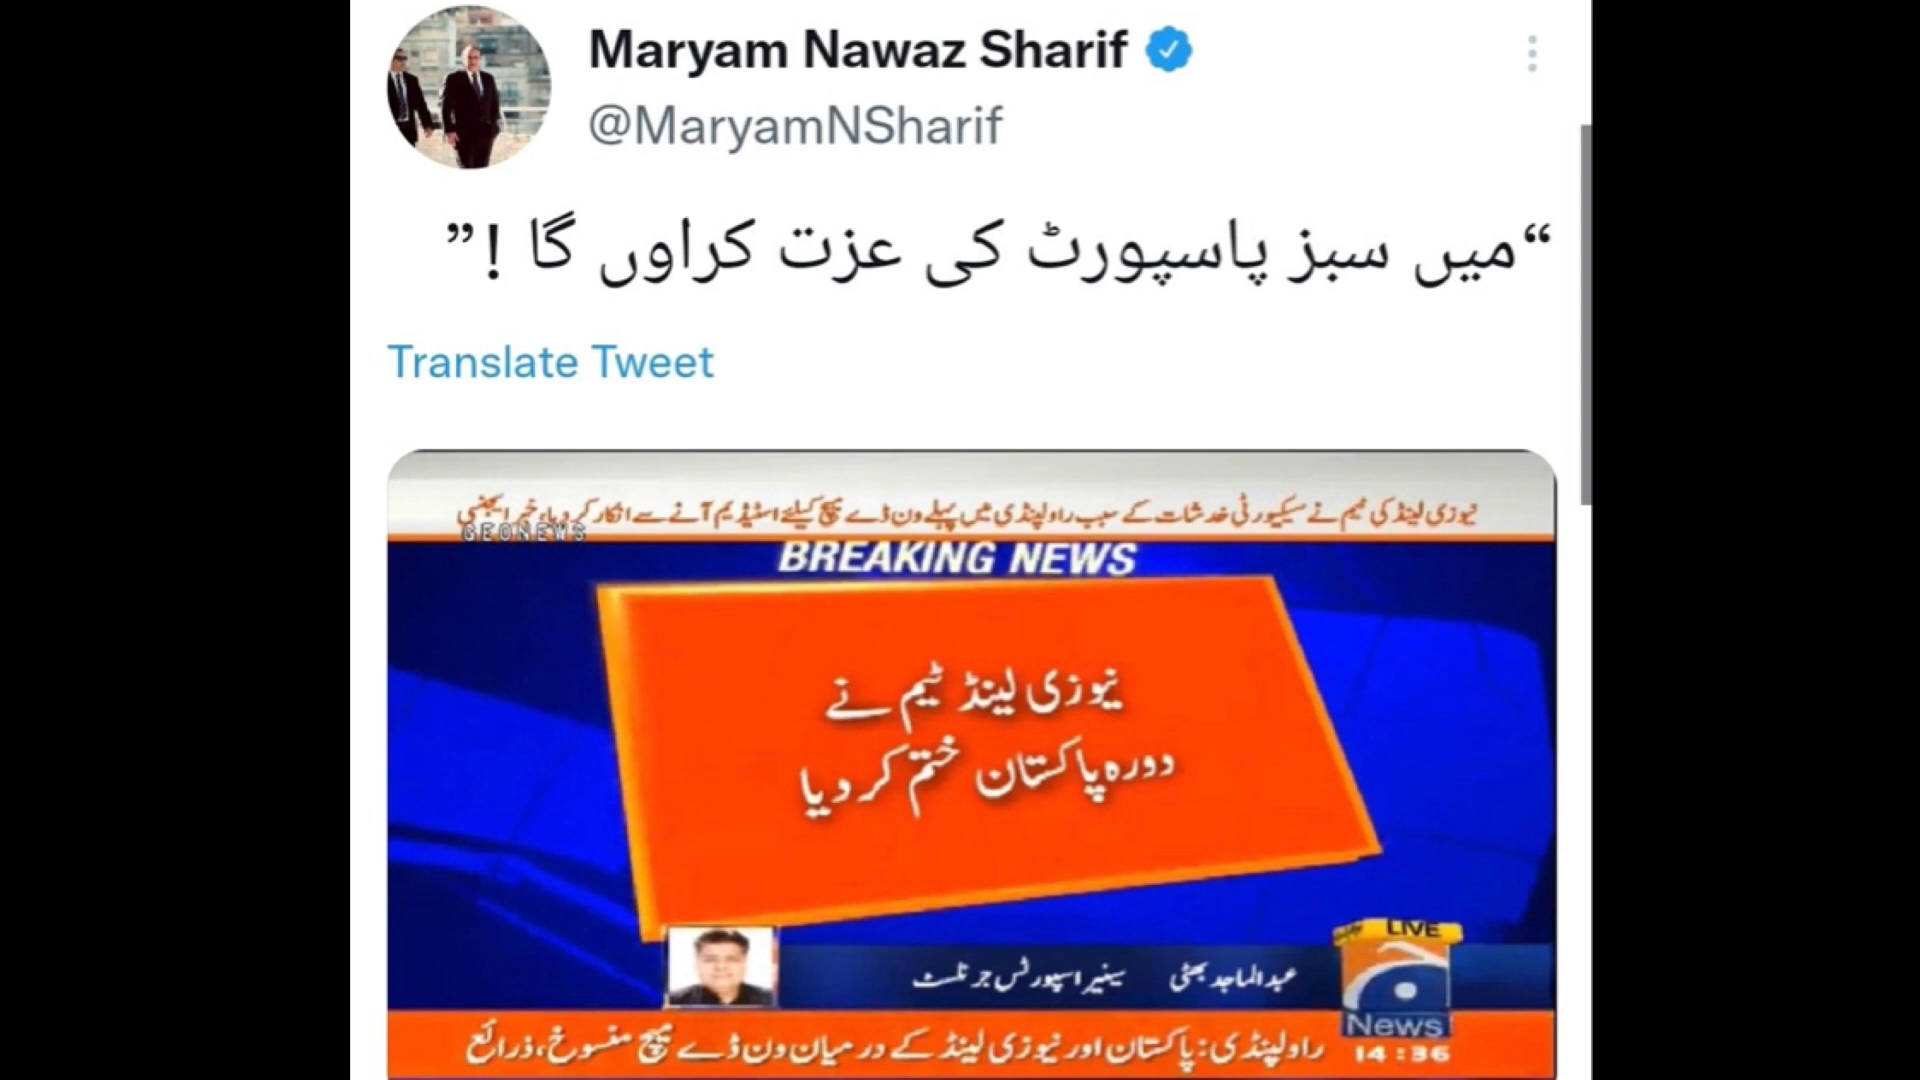 Maryam Nawaz Sharif
@MaryamNSharif
“میں سبز پاسپورٹ کی عزت کراوں گا !”
Translate Tweet
نیوزی لینڈ کی ٹیم نے سیکیورٹی خدشات کے سبب راولپنڈی میں پہلے ون ڈے میچ کیلئے اسٹیڈیم آنے سے انکار کر دیا، خبر ایجنسی
GEONEWS
BREAKING NEWS
نیوزی لینڈ ٹیم نے
دورہ پاکستان ختم کر دیا
LIVE
عبدالماجد بھٹی سینیر اسپورٹس جرنلسٹ
News
راولپنڈی: پاکستان اور نیوزی لینڈ کے درمیان ون ڈے میچ منسوخ، ذرائع
14:36